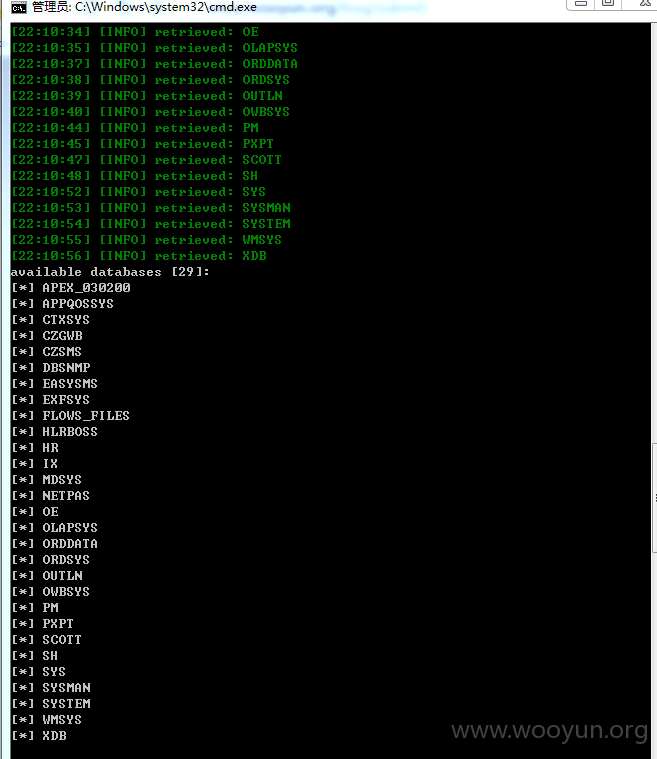 管理员: C:\Windows\system32\cmd.exe
[22:10:34] [INFO] retrieved: OE
[22:10:35] [INFO] retrieved: OLAPSYS
[22:10:37] [INFO] retrieved: ORDDATA
[22:10:38] [INFO] retrieved: ORDSYS
[22:10:39] [INFO] retrieved: OUTLN
[22:10:40] [INFO] retrieved: OWBSYS
[22:10:44] [INFO] retrieved: PM
[22:10:45] [INFO] retrieved: PXPT
[22:10:47] [INFO] retrieved: SCOTT
[22:10:48] [INFO] retrieved: SH
[22:10:52] [INFO] retrieved: SYS
[22:10:53] [INFO] retrieved: SYSMAN
[22:10:54] [INFO] retrieved: SYSTEM
[22:10:55] [INFO] retrieved: WMSYS
[22:10:56] [INFO] retrieved: XDB
available databases [29]:
[*] APEX_030200
[*] APPQOSSYS
[*] CTXSYS
[*] CZGWB
[*] CZSMS
[*] DBSNMP
[*] EASYSMS
[*] EXFSYS
[*] FLOWS_FILES
[*] HLRBOSS
[*] HR
[*] IX
[*] MDSYS
[*] NETPAS
[*] OE
[*] OLAPSYS
[*] ORDDATA
[*] ORDSYS
[*] OUTLN
[*] OWBSYS
[*] PM
[*] PXPT
[*] SCOTT
[*] SH
[*] SYS
[*] SYSMAN
[*] SYSTEM
[*] WMSYS
[*] XDB
www.wooyun.org